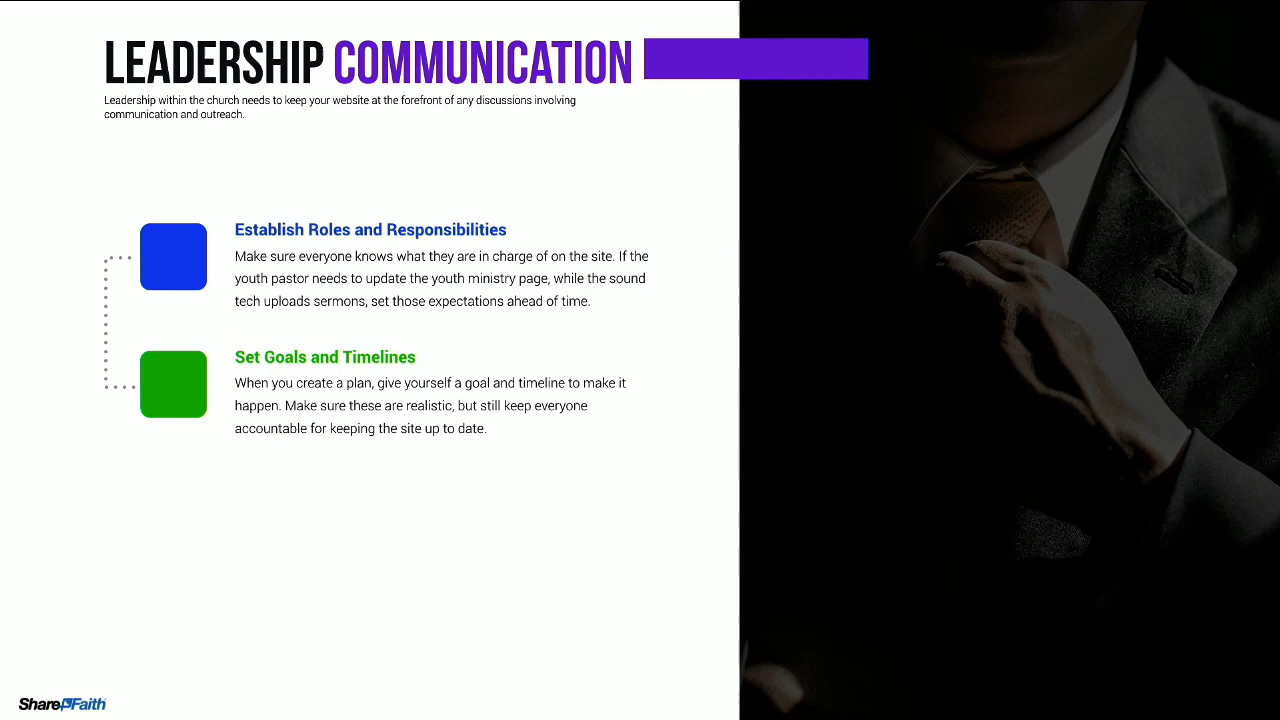 LEADERSHIP COMMUNICATION
Leadership within the church needs to keep your website at the forefront of any discussions involving
communication and outreach.
Establish Roles and Responsibilities
Make sure everyone knows what they are in charge of on the site. If the
youth pastor needs to update the youth ministry page, while the sound
tech uploads sermons, set those expectations ahead of time.
Set Goals and Timelines
When you create a plan, give yourself a goal and timeline to make it
happen. Make sure these are realistic, but still keep everyone
accountable for keeping the site up to date.
ShareFaith